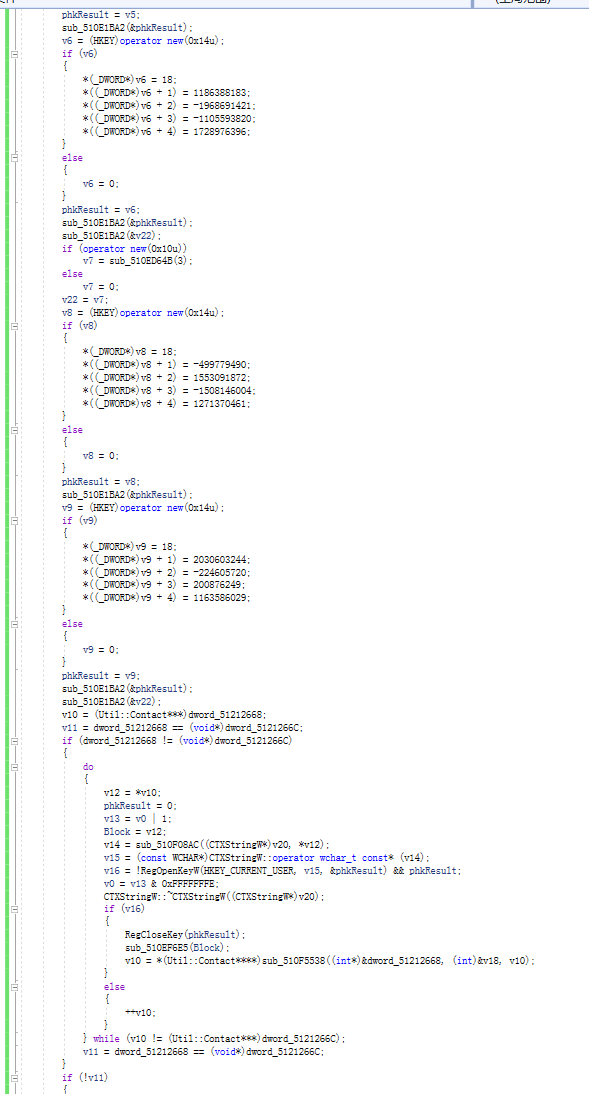 phkResult = v5;
sub_510E1BA2(&phkResult);
v6 = (HKEY)operator new(0x14u);
if (v6)
{
*(_DWORD*)v6 = 18;
*((_DWORD*)v6 + 1) = 1186388183;
*((_DWORD*)v6 + 2) = -1968691421;
*((_DWORD*)v6 + 3) = -1105593820;
*((_DWORD*)v6 + 4) = 1728976396;
}
else
{
v6 = 0;
}
phkResult = v6;
sub_510E1BA2(&phkResult);
sub_510E1BA2(&v22);
if (operator new(0x10u))
v7 = sub_510ED64B(3);
else
v7 = 0;
v22 = v7;
v8 = (HKEY)operator new(0x14u);
if (v8)
{
*(_DWORD*)v8 = 18;
*((_DWORD*)v8 + 1) = -499779490;
*((_DWORD*)v8 + 2) = 1553091872;
*((_DWORD*)v8 + 3) = -1508146004;
*((_DWORD*)v8 + 4) = 1271370461;
}
else
{
v8 = 0;
}
phkResult = v8;
sub_510E1BA2(&phkResult);
v9 = (HKEY)operator new(0x14u);
if (v9)
{
*(_DWORD*)v9 = 18;
*((_DWORD*)v9 + 1) = 2030603244;
*((_DWORD*)v9 + 2) = -224605720;
*((_DWORD*)v9 + 3) = 200876249;
*((_DWORD*)v9 + 4) = 1163586029;
}
else
{
v9 = 0;
}
phkResult = v9;
sub_510E1BA2(&phkResult);
sub_510E1BA2(&v22);
v10 = (Util::Contact***)dword_51212668;
v11 = dword_51212668 == (void*)dword_5121266C;
if (dword_51212668 != (void*)dword_5121266C)
{
do
{
v12 = *v10;
phkResult = 0;
v13 = v0 | 1;
Block = v12;
v14 = sub_510F08AC((CTXStringW*)v20, *v12);
v15 = (const WCHAR*)CTXStringW::operator wchar_t const* (v14);
v16 = !RegOpenKeyW(HKEY_CURRENT_USER, v15, &phkResult) && phkResult;
v0 = v13 & 0xFFFFFFFE;
CTXStringW::~CTXStringW((CTXStringW*)v20);
if (v16)
{
RegCloseKey(phkResult);
sub_510EF6E5(Block);
v10 = *(Util::Contact****)sub_510F5538((int*)&dword_51212668, (int)&v18, v10);
}
else
{
++v10;
}
} while (v10 != (Util::Contact***)dword_5121266C);
v11 = dword_51212668 == (void*)dword_5121266C;
}
if (!v11)
{